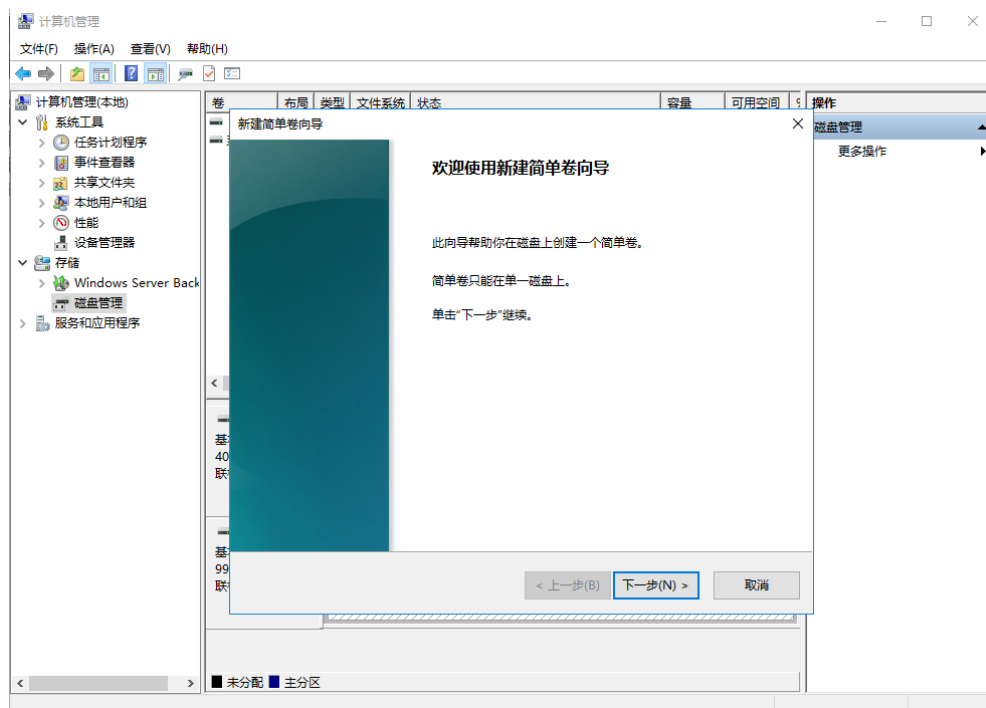 计算机管理
文件(F) 操作(A) 查看(V) 帮助(H)
计算机管理(本地)
系统工具
任务计划程序
事件查看器
共享文件夹
本地用户和组
性能
设备管理器
存储
Windows Server Back
磁盘管理
服务和应用程序
卷 布局 类型 文件系统 状态 容量 可用空间
新建简单卷向导
欢迎使用新建简单卷向导
此向导帮助你在磁盘上创建一个简单卷。
简单卷只能在单一磁盘上。
单击"下一步"继续。
< 上一步(B) 下一步(N) > 取消
基
40
联
基
99
联
未分配 主分区
操作
磁盘管理
更多操作